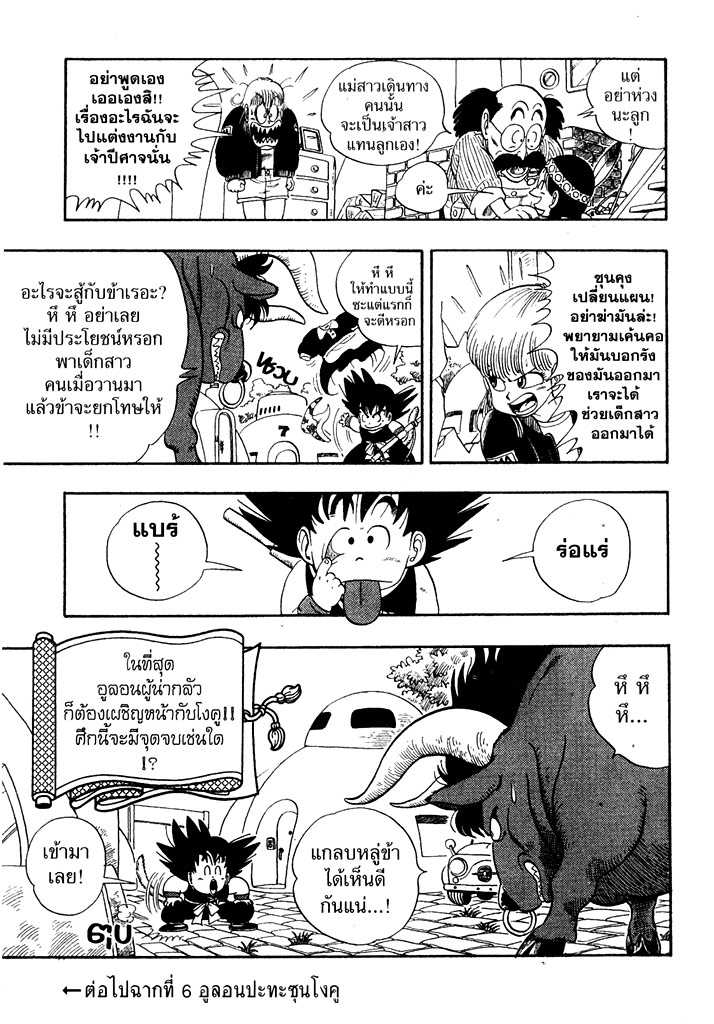 แต่
อย่าห่วง
นะลูก
!
แม่สาวเดินทาง
คนนั้น
จะเป็นเจ้าสาว
แทนลูกเอง!
ค่ะ
อย่าพูดเอง
เออเองสิ!!
เรื่องอะไรฉันจะ
ไปแต่งงานกับ
เจ้าปีศาจนั่น
!!!!
ซนคุง
เปลี่ยนแผน!
อย่าฆ่ามันล่ะ!
พยายามเค้นคอ
ให้มันบอกรัง
ของมันออกมา
เราจะได้
ช่วยเด็กสาว
ออกมาได้
หึ หึ
ให้ทำแบบนี้
ซะแต่แรกก็
จะดีหรอก
ขวบ
7
อะไรจะสู้กับข้าเรอะ?
หึ หึ อย่าเลย
ไม่มีประโยชน์หรอก
พาเด็กสาว
คนเมื่อวานมา
แล้วข้าจะยกโทษให้
!!
ร่อแร่
แบร้
ในที่สุด
อูลอนผู้น่ากลัว
ก็ต้องเผชิญหน้ากับโงคู!!
ศึกนี้จะมีจุดจบเช่นใด
!?
หึ หึ
หึ...
แกลบหลู่ข้า
ได้เห็นดี
กันแน่...!
เข้ามา
เลย!
←ต่อไปฉากที่ 6 อูลอนปะทะซุนโงคู